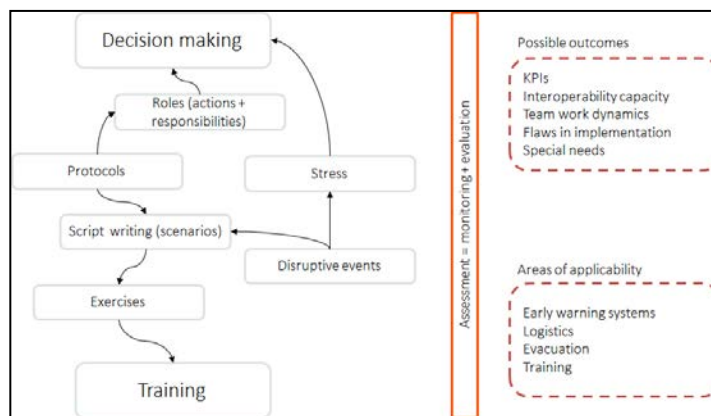 Decision making
Roles (actions +
responsibilities)
Protocols
Stress
Script writing (scenarios)
Disruptive events
Exercises
Training
Assessment = monitoring + evaluation
Possible outcomes
KPIs
Interoperability capacity
Team work dynamics
Flaws in implementation
Special needs
Areas of applicability
Early warning systems
Logistics
Evacuation
Training